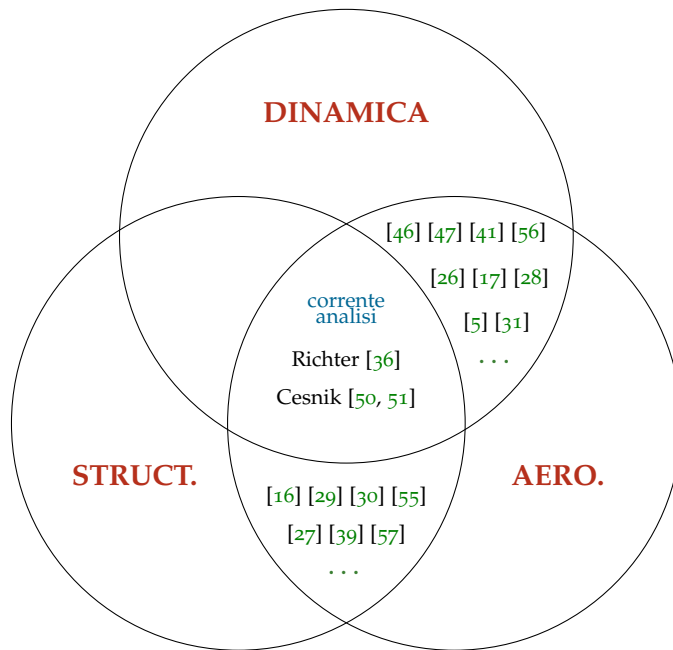 DINAMICA
[46] [47] [41] [56]
[26] [17] [28]
[5] [31]
. . .
corrente
analisi
Richter [36]
Cesnik [50, 51]
STRUCT.
AERO.
[16] [29] [30] [55]
[27] [39] [57]
. . .